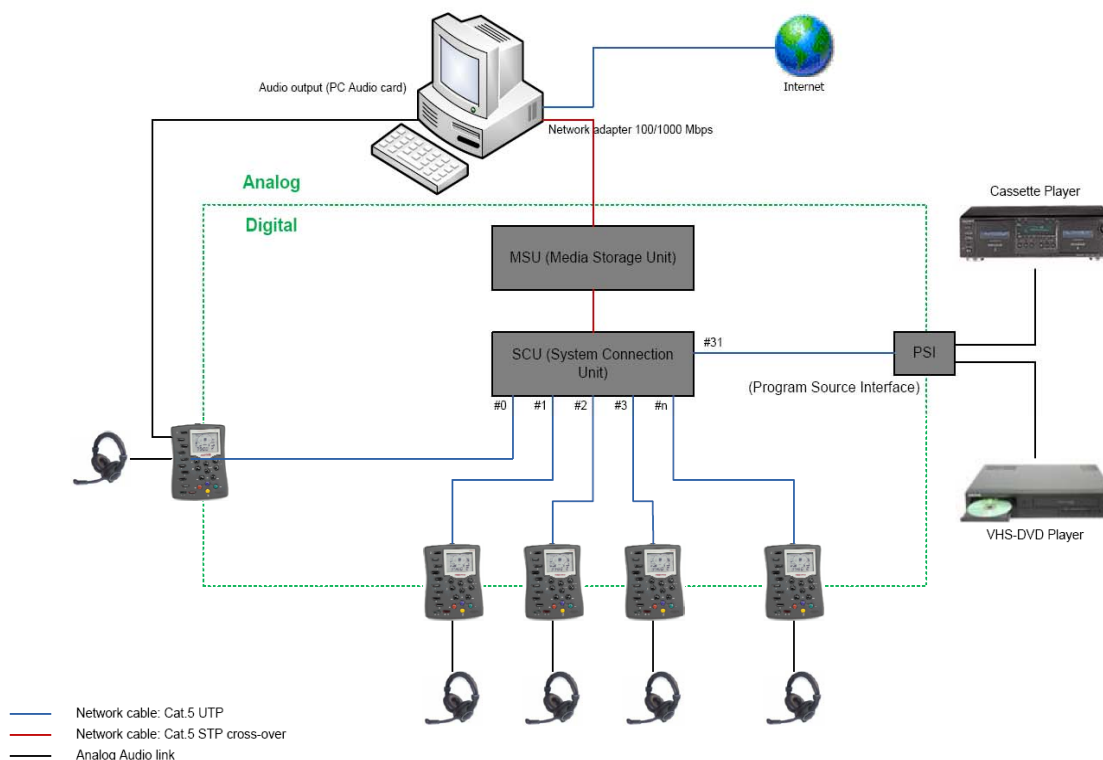 Audio output (PC Audio card)
Internet
Network adapter 100/1000 Mbps
Analog
Digital
Cassette Player
MSU (Media Storage Unit)
SCU (System Connection
Unit)
#31
PSI
(Program Source Interface)
#0
#1
#2
#3
#n
VHS-DVD Player
Network cable: Cat.5 UTP
Network cable: Cat.5 STP cross-over
Analog Audio link